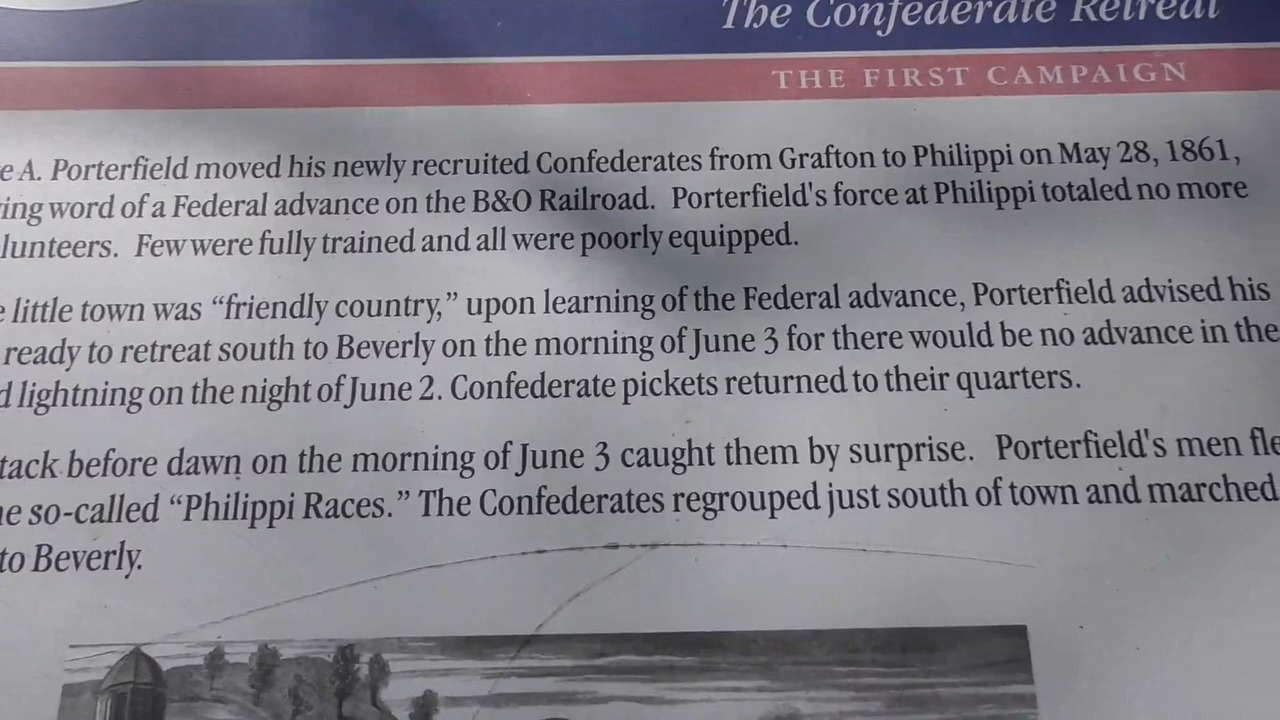 The Confederate Retreat
THE FIRST CAMPAIGN
e A. Porterfield moved his newly recruited Confederates from Grafton to Philippi on May 28, 1861,
ing word of a Federal advance on the B&O Railroad. Porterfield's force at Philippi totaled no more
lunteers. Few were fully trained and all were poorly equipped.
e little town was “friendly country,” upon learning of the Federal advance, Porterfield advised his
ready to retreat south to Beverly on the morning of June 3 for there would be no advance in the
d lightning on the night of June 2. Confederate pickets returned to their quarters.
tack before dawn on the morning of June 3 caught them by surprise. Porterfield's men fle
he so-called “Philippi Races.” The Confederates regrouped just south of town and marched
to Beverly.